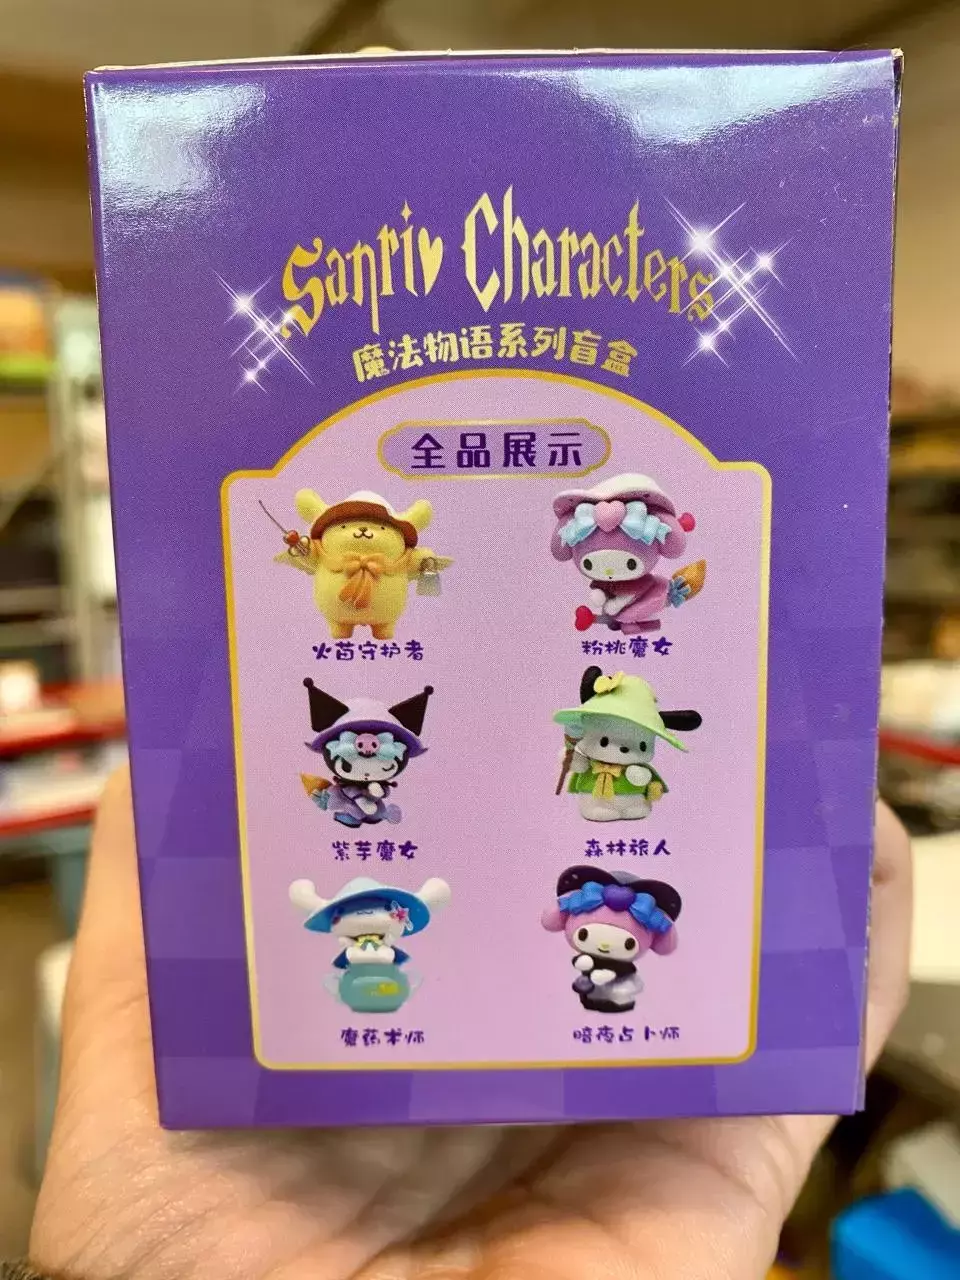 Sanrio Characters
魔法物语系列盲盒
全品展示
火苗守护者
粉桃魔女
紫芋魔女
森林旅人
魔药术师
暗夜占卜师